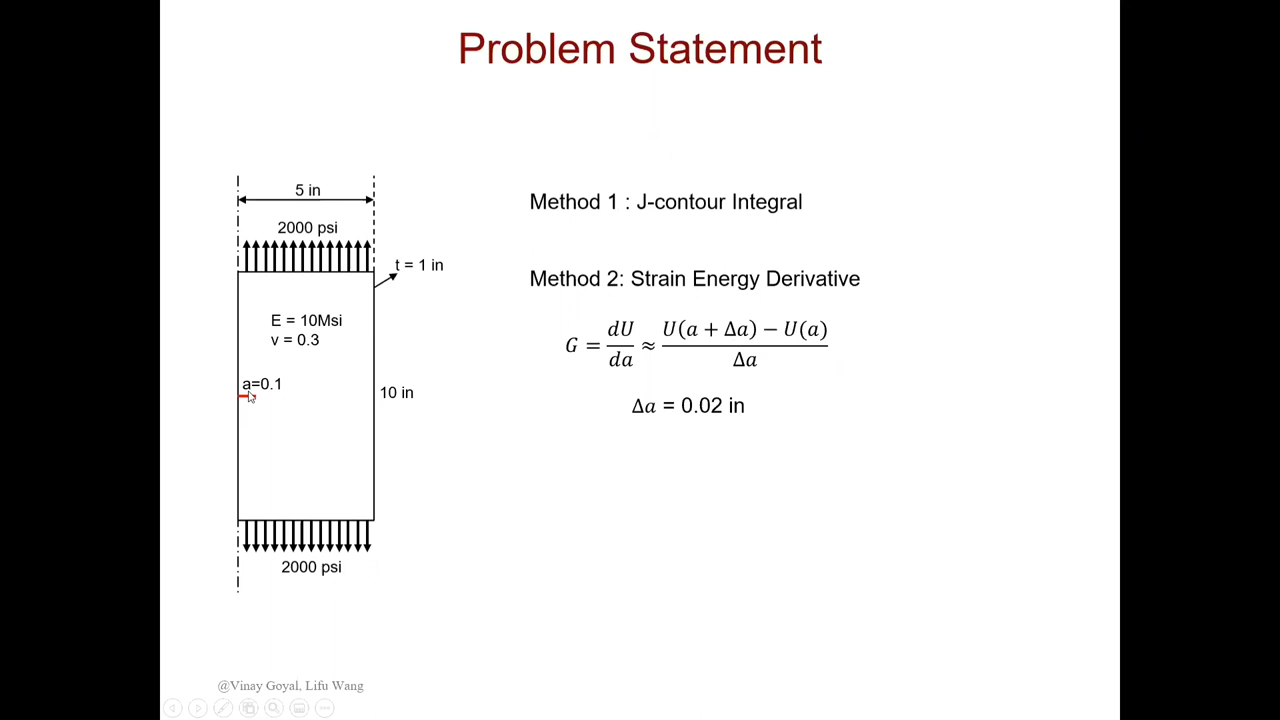 Problem Statement
5 in
2000 psi
t = 1 in
E = 10Msi
v = 0.3
a=0.1
10 in
2000 psi
Method 1 : J-contour Integral
Method 2: Strain Energy Derivative
G = dU/da ≈ U(a + Δa) − U(a)/Δa
Δa = 0.02 in
@Vinay Goyal, Lifu Wang